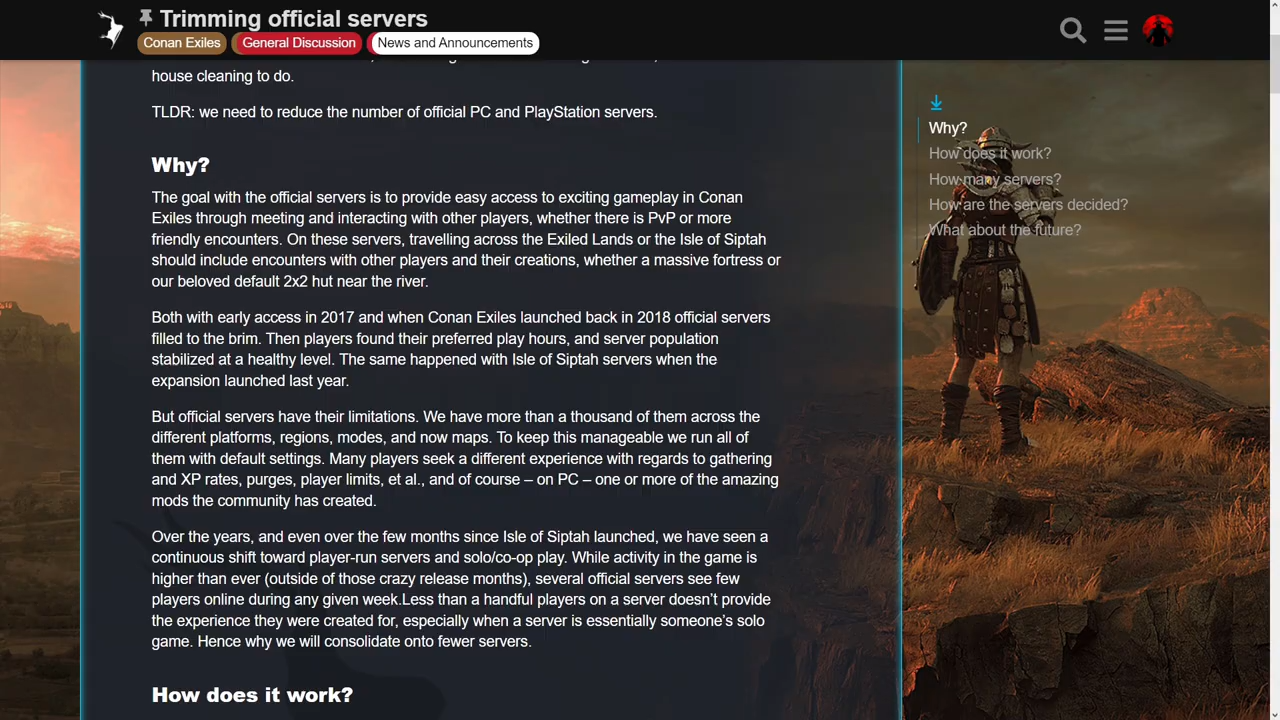 Trimming official servers
Conan Exiles
General Discussion
News and Announcements
house cleaning to do.
TLDR: we need to reduce the number of official PC and PlayStation servers.
Why?
The goal with the official servers is to provide easy access to exciting gameplay in Conan
Exiles through meeting and interacting with other players, whether there is PvP or more
friendly encounters. On these servers, travelling across the Exiled Lands or the Isle of Siptah
should include encounters with other players and their creations, whether a massive fortress or
our beloved default 2x2 hut near the river.
Both with early access in 2017 and when Conan Exiles launched back in 2018 official servers
filled to the brim. Then players found their preferred play hours, and server population
stabilized at a healthy level. The same happened with Isle of Siptah servers when the
expansion launched last year.
But official servers have their limitations. We have more than a thousand of them across the
different platforms, regions, modes, and now maps. To keep this manageable we run all of
them with default settings. Many players seek a different experience with regards to gathering
and XP rates, purges, player limits, et al., and of course – on PC – one or more of the amazing
mods the community has created.
Over the years, and even over the few months since Isle of Siptah launched, we have seen a
continuous shift toward player-run servers and solo/co-op play. While activity in the game is
higher than ever (outside of those crazy release months), several official servers see few
players online during any given week.Less than a handful players on a server doesn’t provide
the experience they were created for, especially when a server is essentially someone’s solo
game. Hence why we will consolidate onto fewer servers.
How does it work?
Why?
How does it work?
How many servers?
How are the servers decided?
What about the future?